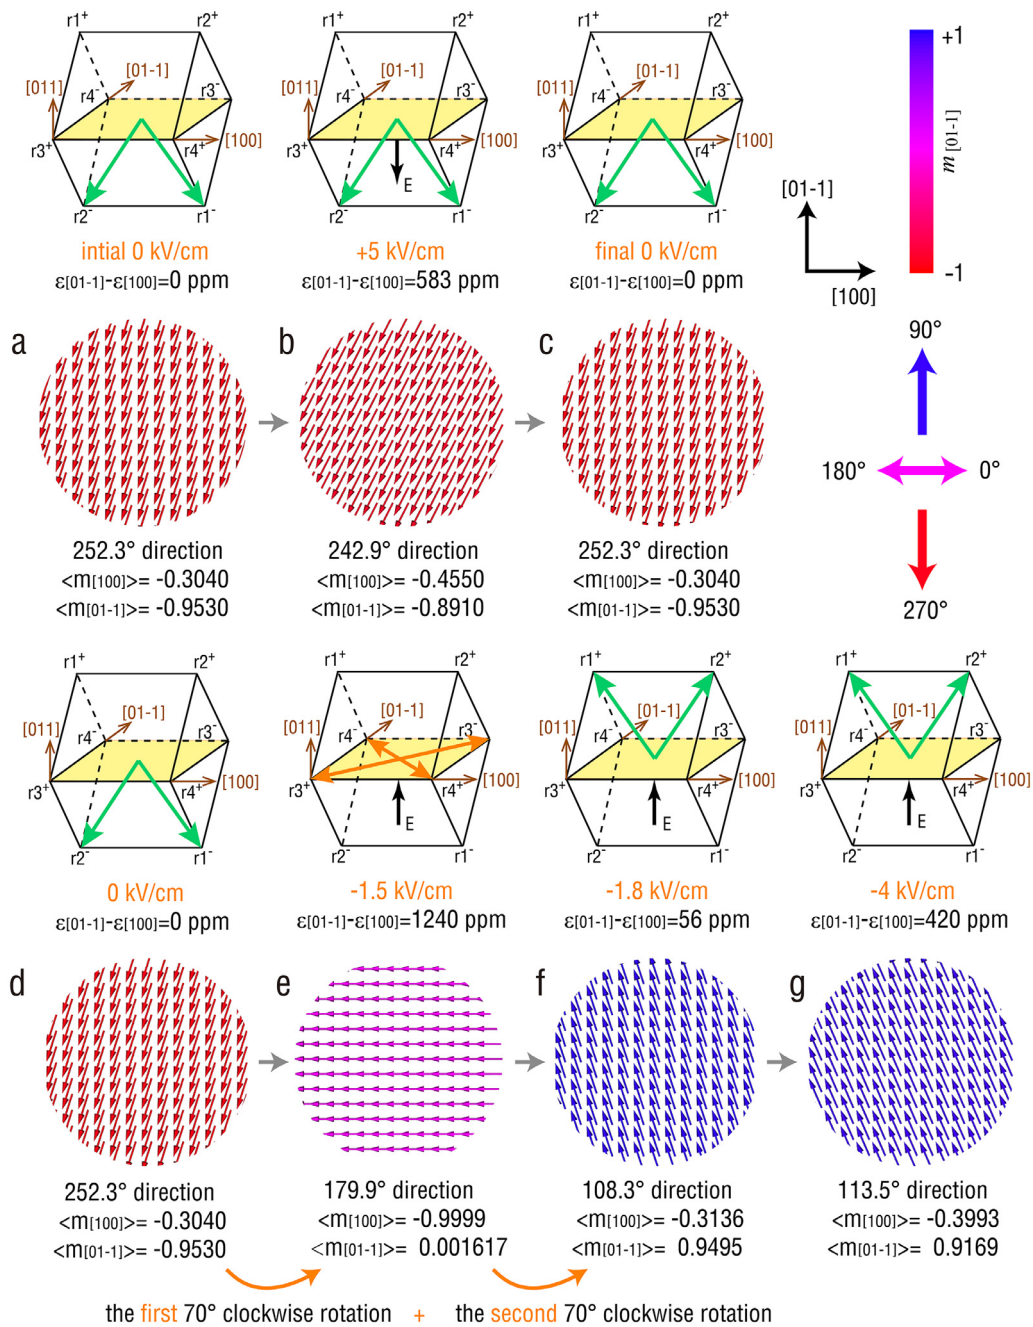 r1+ r2+ r1+ r2+ r1+ r2+ +1
[01-1] [01-1] [01-1]
[011] r4- r3- [011] r4- r3- [011] r4- r3-
m [01-1]
r3+ r4+ [100] r3+ r4+ [100] r3+ r4+ [100]
E
[01-1]
r2- r1- r2- r1- r2- r1-
intial 0 kV/cm +5 kV/cm final 0 kV/cm
ε[01-1]-ε[100]=0 ppm ε[01-1]-ε[100]=583 ppm ε[01-1]-ε[100]=0 ppm
-1
[100]
a b c 90°
180° 0°
252.3° direction 242.9° direction 252.3° direction
<m[100]>= -0.3040 <m[100]>= -0.4550 <m[100]>= -0.3040
<m[01-1]>= -0.9530 <m[01-1]>= -0.8910 <m[01-1]>= -0.9530
270°
r1+ r2+ r1+ r2+ r1+ r2+ r1+ r2+
[01-1] [01-1] [01-1] [01-1]
[011] r4- r3- [011] r4- r3- [011] r4- r3- [011] r4- r3-
r3+ r4+ [100] r3+ r4+ [100] r3+ r4+ [100] r3+ r4+ [100]
E E E
r2- r1- r2- r1- r2- r1- r2- r1-
0 kV/cm -1.5 kV/cm -1.8 kV/cm -4 kV/cm
ε[01-1]-ε[100]=0 ppm ε[01-1]-ε[100]=1240 ppm ε[01-1]-ε[100]=56 ppm ε[01-1]-ε[100]=420 ppm
d e f g
252.3° direction 179.9° direction 108.3° direction 113.5° direction
<m[100]>= -0.3040 <m[100]>= -0.9999 <m[100]>= -0.3136 <m[100]>= -0.3993
<m[01-1]>= -0.9530 <m[01-1]>= 0.001617 <m[01-1]>= 0.9495 <m[01-1]>= 0.9169
the first 70° clockwise rotation + the second 70° clockwise rotation